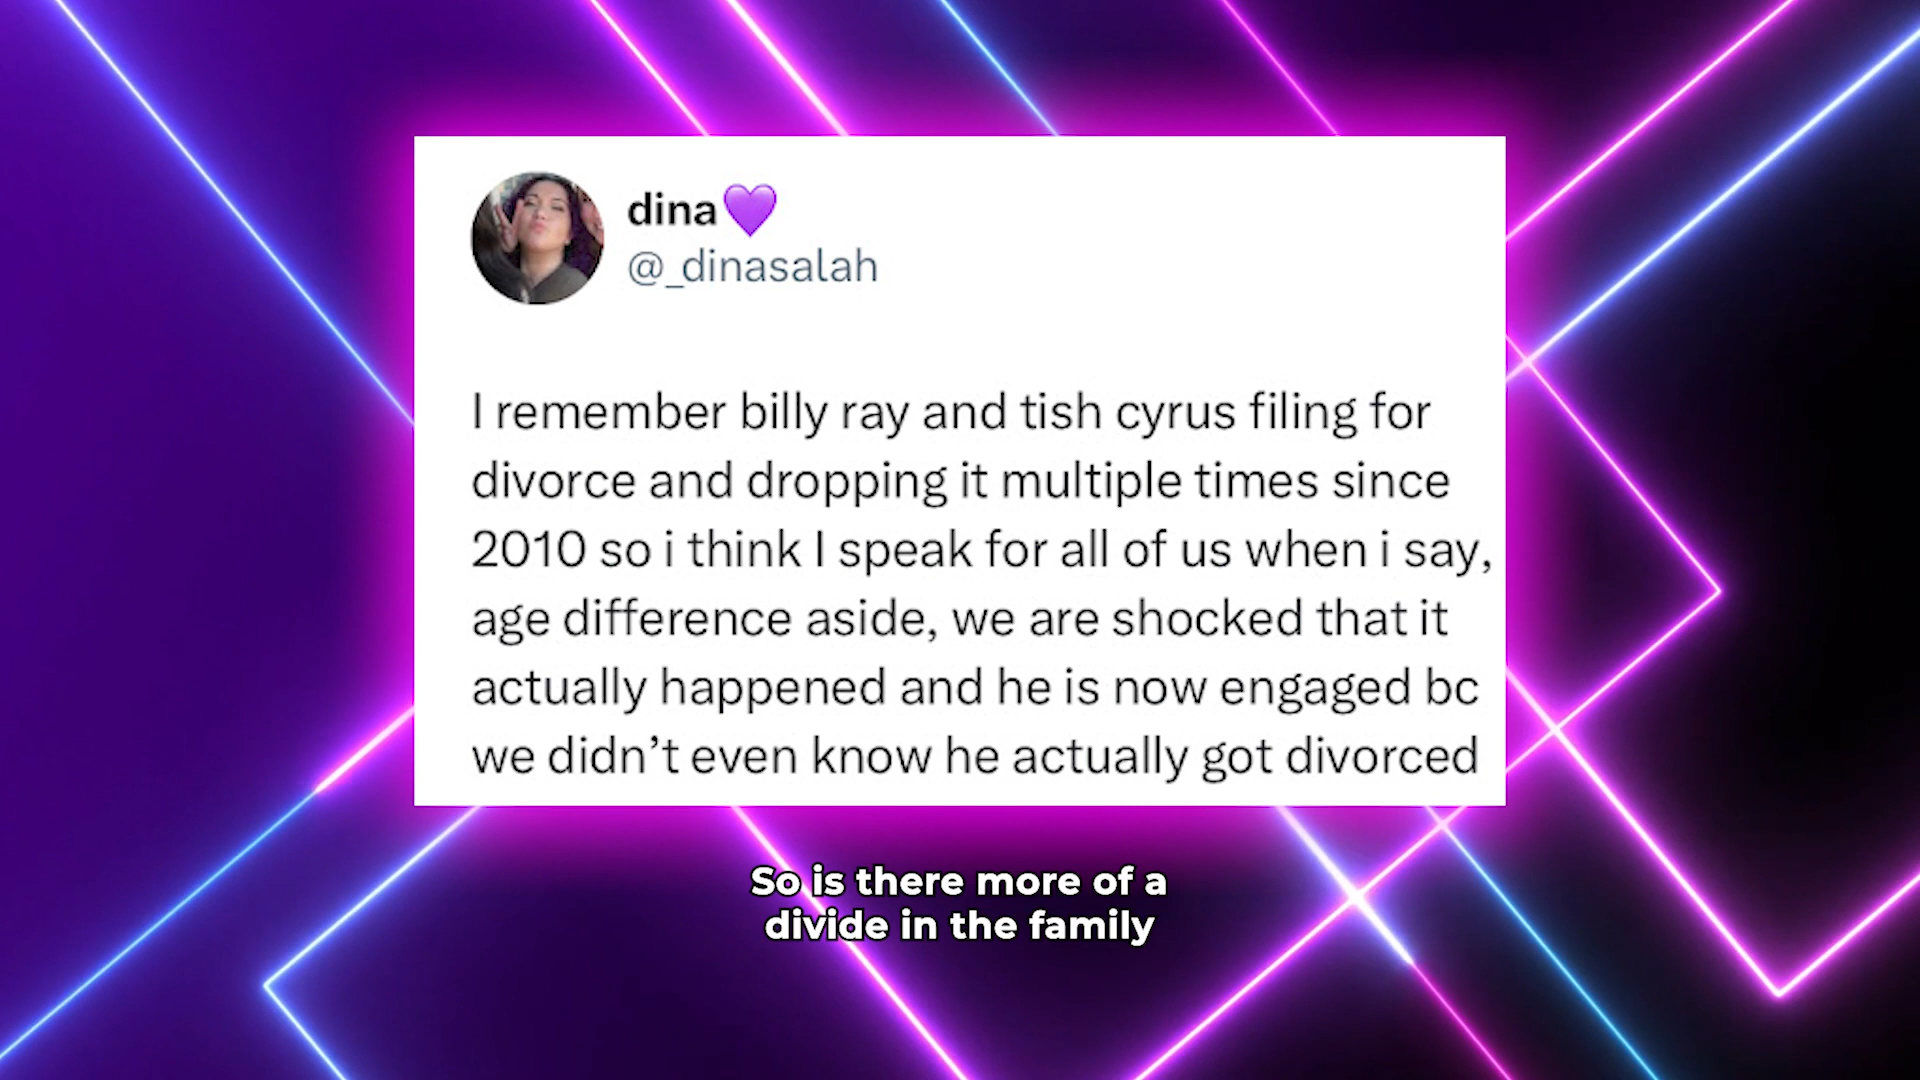 dina💜
@_dinasalah
I remember billy ray and tish cyrus filing for
divorce and dropping it multiple times since
2010 so i think I speak for all of us when i say,
age difference aside, we are shocked that it
actually happened and he is now engaged bc
we didn’t even know he actually got divorced
So is there more of a
divide in the family